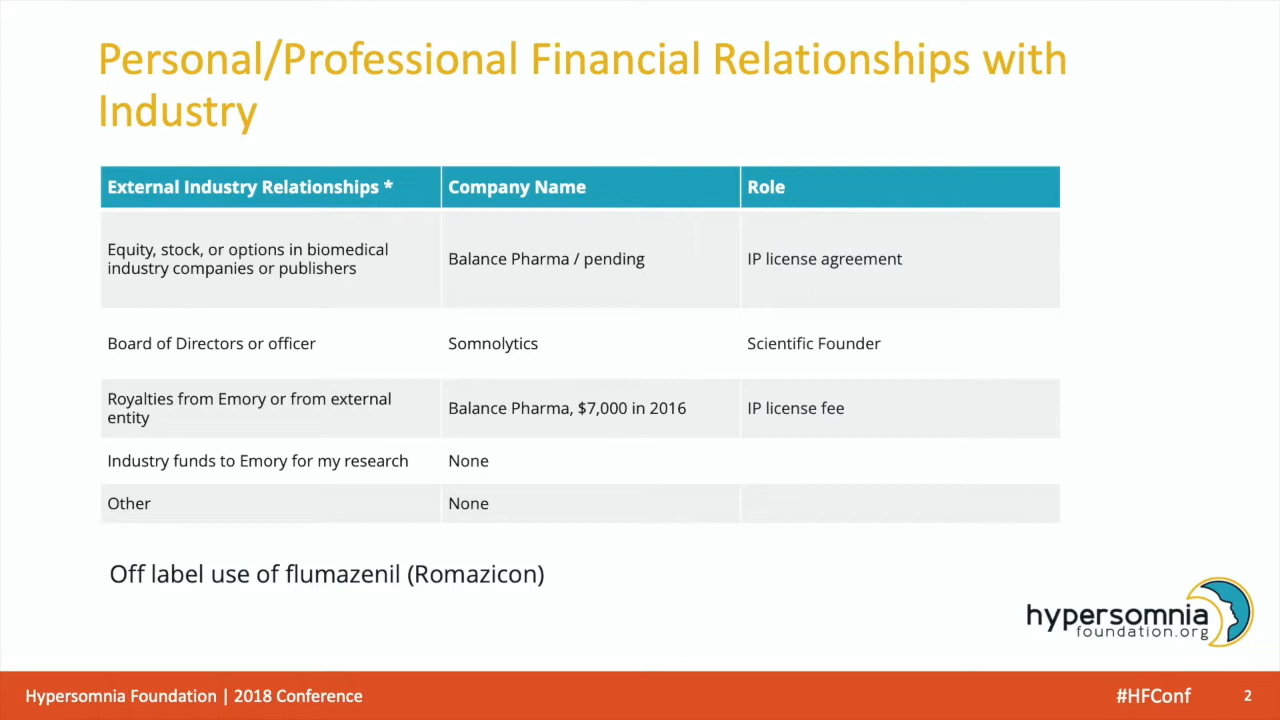 Personal/Professional Financial Relationships with
Industry
External Industry Relationships * Company Name Role
Equity, stock, or options in biomedical
industry companies or publishers
Balance Pharma / pending
IP license agreement
Board of Directors or officer
Somnolytics
Scientific Founder
Royalties from Emory or from external
entity
Balance Pharma, $7,000 in 2016
IP license fee
Industry funds to Emory for my research
None
Other
None
Off label use of flumazenil (Romazicon)
hypersomnia
foundation.org
Hypersomnia Foundation | 2018 Conference
#HFConf
2